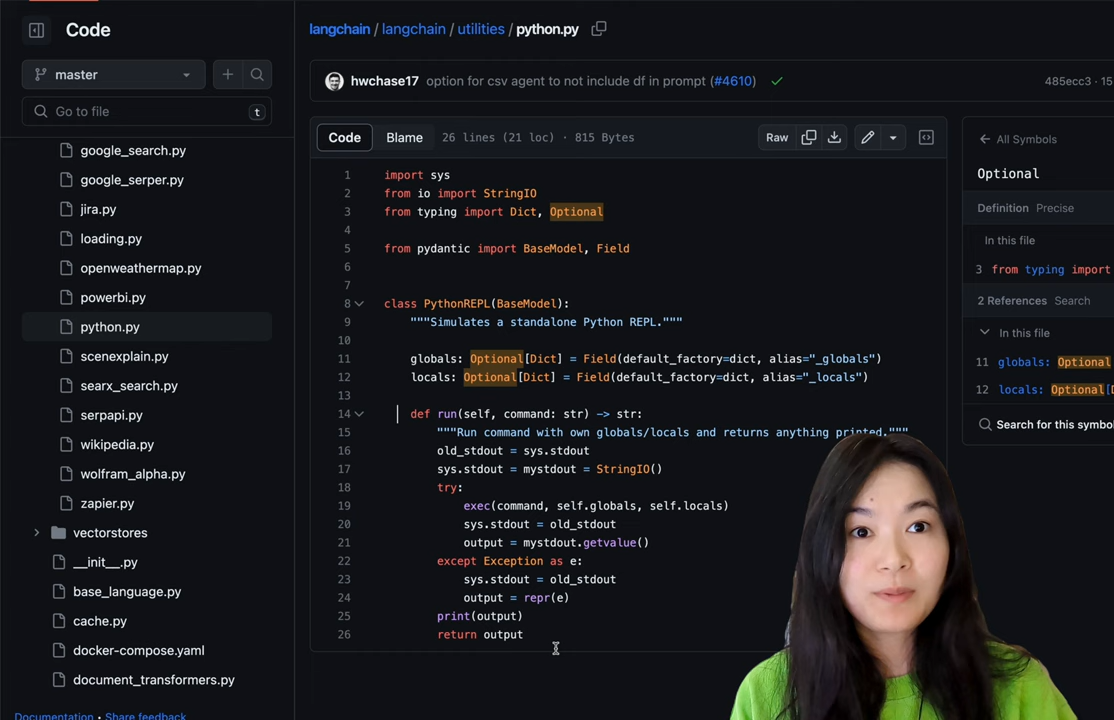 Code
master
Go to file
t
google_search.py
google_serper.py
jira.py
loading.py
openweathermap.py
powerbi.py
python.py
scenexplain.py
searx_search.py
serpapi.py
wikipedia.py
wolfram_alpha.py
zapier.py
vectorstores
__init__.py
base_language.py
cache.py
docker-compose.yaml
document_transformers.py
Documentation · Share feedback
langchain / langchain / utilities / python.py
hwchase17 option for csv agent to not include df in prompt (#4610)
485ecc3 · 15
Code Blame 26 lines (21 loc) · 815 Bytes
Raw
1 import sys
2 from io import StringIO
3 from typing import Dict, Optional
4
5 from pydantic import BaseModel, Field
6
7
8 class PythonREPL(BaseModel):
9 """Simulates a standalone Python REPL."""
10
11 globals: Optional[Dict] = Field(default_factory=dict, alias="_globals")
12 locals: Optional[Dict] = Field(default_factory=dict, alias="_locals")
13
14 def run(self, command: str) -> str:
15 """Run command with own globals/locals and returns anything printed."""
16 old_stdout = sys.stdout
17 sys.stdout = mystdout = StringIO()
18 try:
19 exec(command, self.globals, self.locals)
20 sys.stdout = old_stdout
21 output = mystdout.getvalue()
22 except Exception as e:
23 sys.stdout = old_stdout
24 output = repr(e)
25 print(output)
26 return output
All Symbols
Optional
Definition Precise
In this file
3 from typing import
2 References Search
In this file
11 globals: Optional
12 locals: Optional[D
Search for this symbo